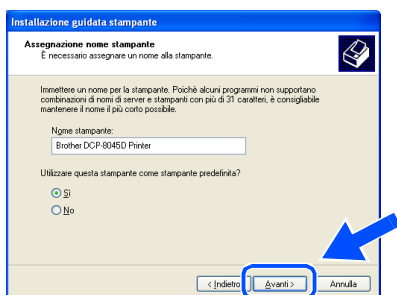 Installazione guidata stampante
Assegnazione nome stampante
È necessario assegnare un nome alla stampante.
Immettere un nome per la stampante. Poiché alcuni programmi non supportano
combinazioni di nomi di server e stampanti con più di 31 caratteri, è consigliabile
mantenere il nome il più corto possibile.
Nome stampante:
Brother DCP-8045D Printer
Utilizzare questa stampante come stampante predefinita?
Sì
No
< Indietro
Avanti >
Annulla